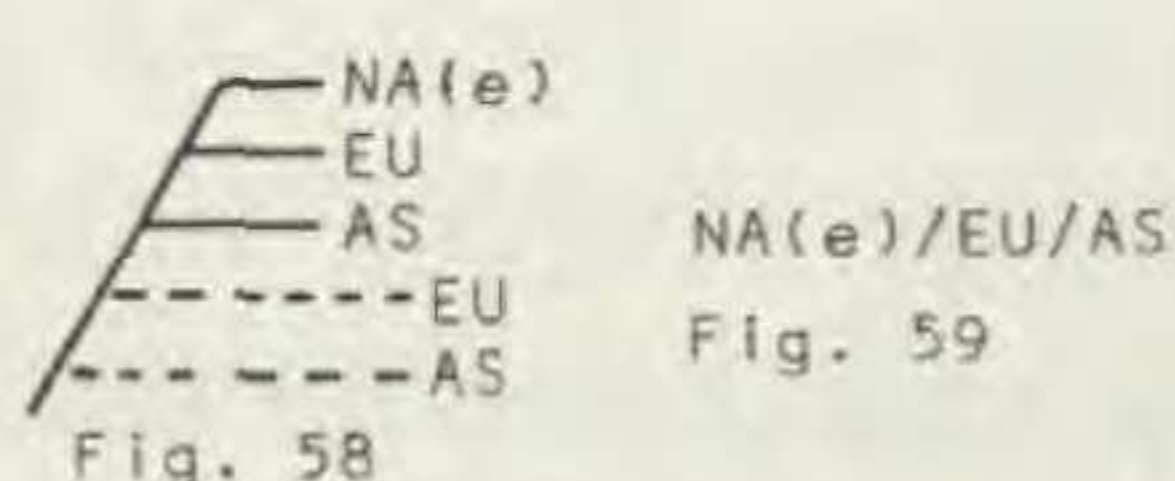 NA(e)
EU
AS
EU
AS
Fig. 58
NA(e)/EU/AS
Fig. 59